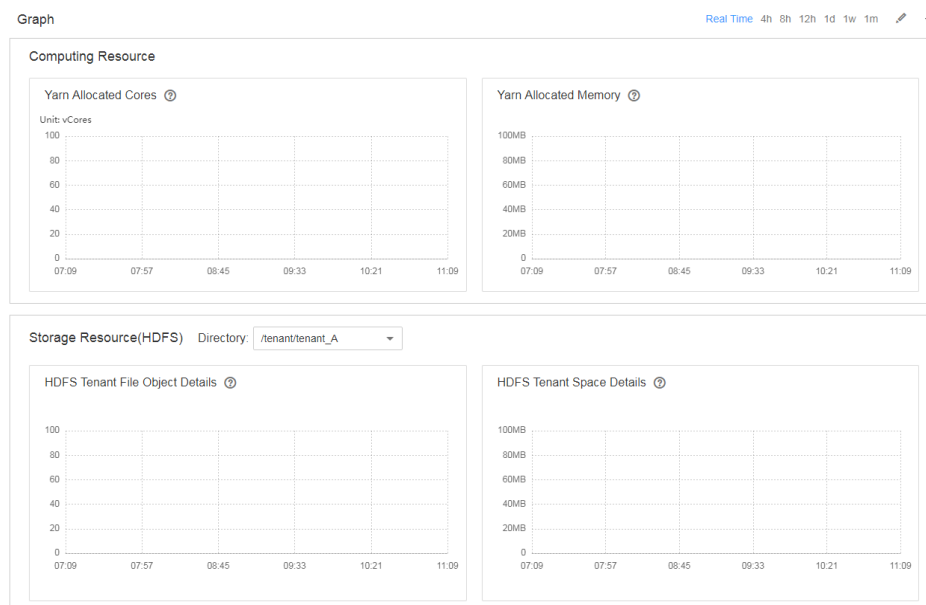 Graph
Real Time 4h 8h 12h 1d 1w 1m
Computing Resource
Yarn Allocated Cores ?
Unit: vCores
100
80
60
40
20
0
07:09 07:57 08:45 09:33 10:21 11:09
Yarn Allocated Memory ?
100MB
80MB
60MB
40MB
20MB
0
07:09 07:57 08:45 09:33 10:21 11:09
Storage Resource(HDFS) Directory: /tenant/tenant_A
HDFS Tenant File Object Details ?
100
80
60
40
20
0
07:09 07:57 08:45 09:33 10:21 11:09
HDFS Tenant Space Details ?
100MB
80MB
60MB
40MB
20MB
0
07:09 07:57 08:45 09:33 10:21 11:09